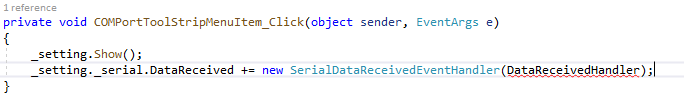 1 reference
private void COMPortToolStripMenuItem_Click(object sender, EventArgs e)
{
_setting.Show();
_setting._serial.DataReceived += new SerialDataReceivedEventHandler(DataReceivedHandler);
}